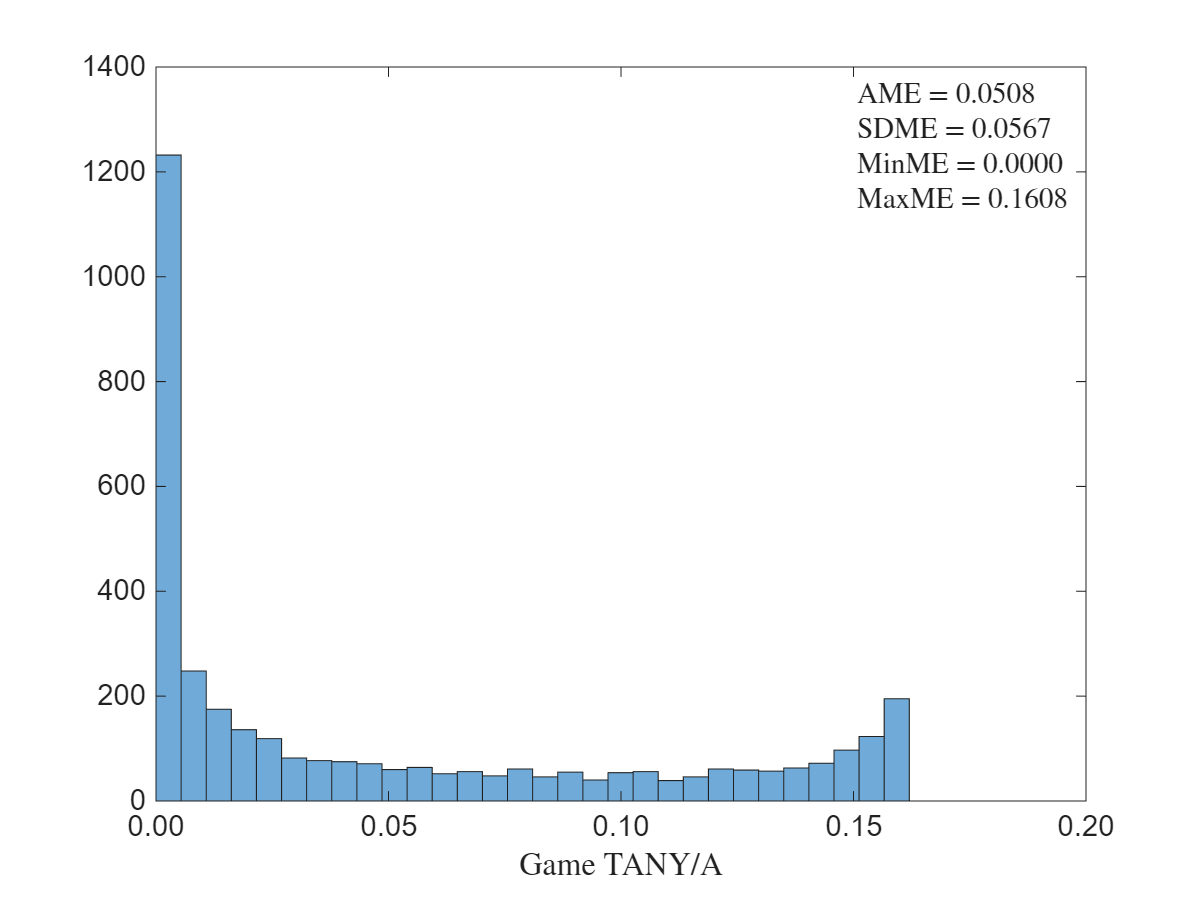 1400
1200
1000
800
600
400
200
0
AME = 0.0508
SDME = 0.0567
MinME = 0.0000
MaxME = 0.1608
0.00 0.05 0.10 0.15 0.20
Game TANY/A